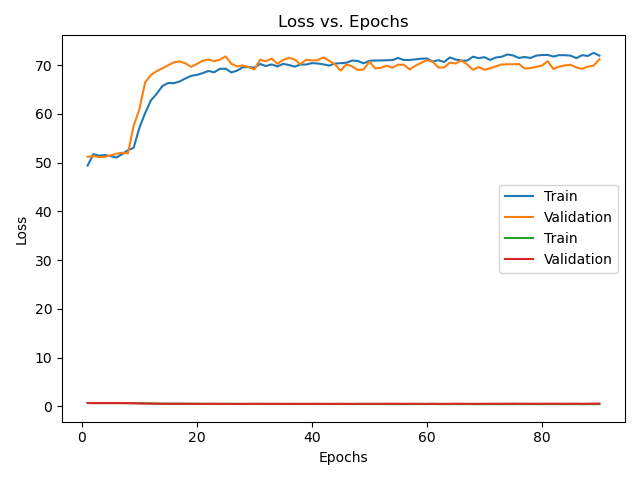 Loss vs. Epochs
70
60
50
40
30
20
10
0
Loss
Train
Validation
Train
Validation
0 20 40 60 80
Epochs